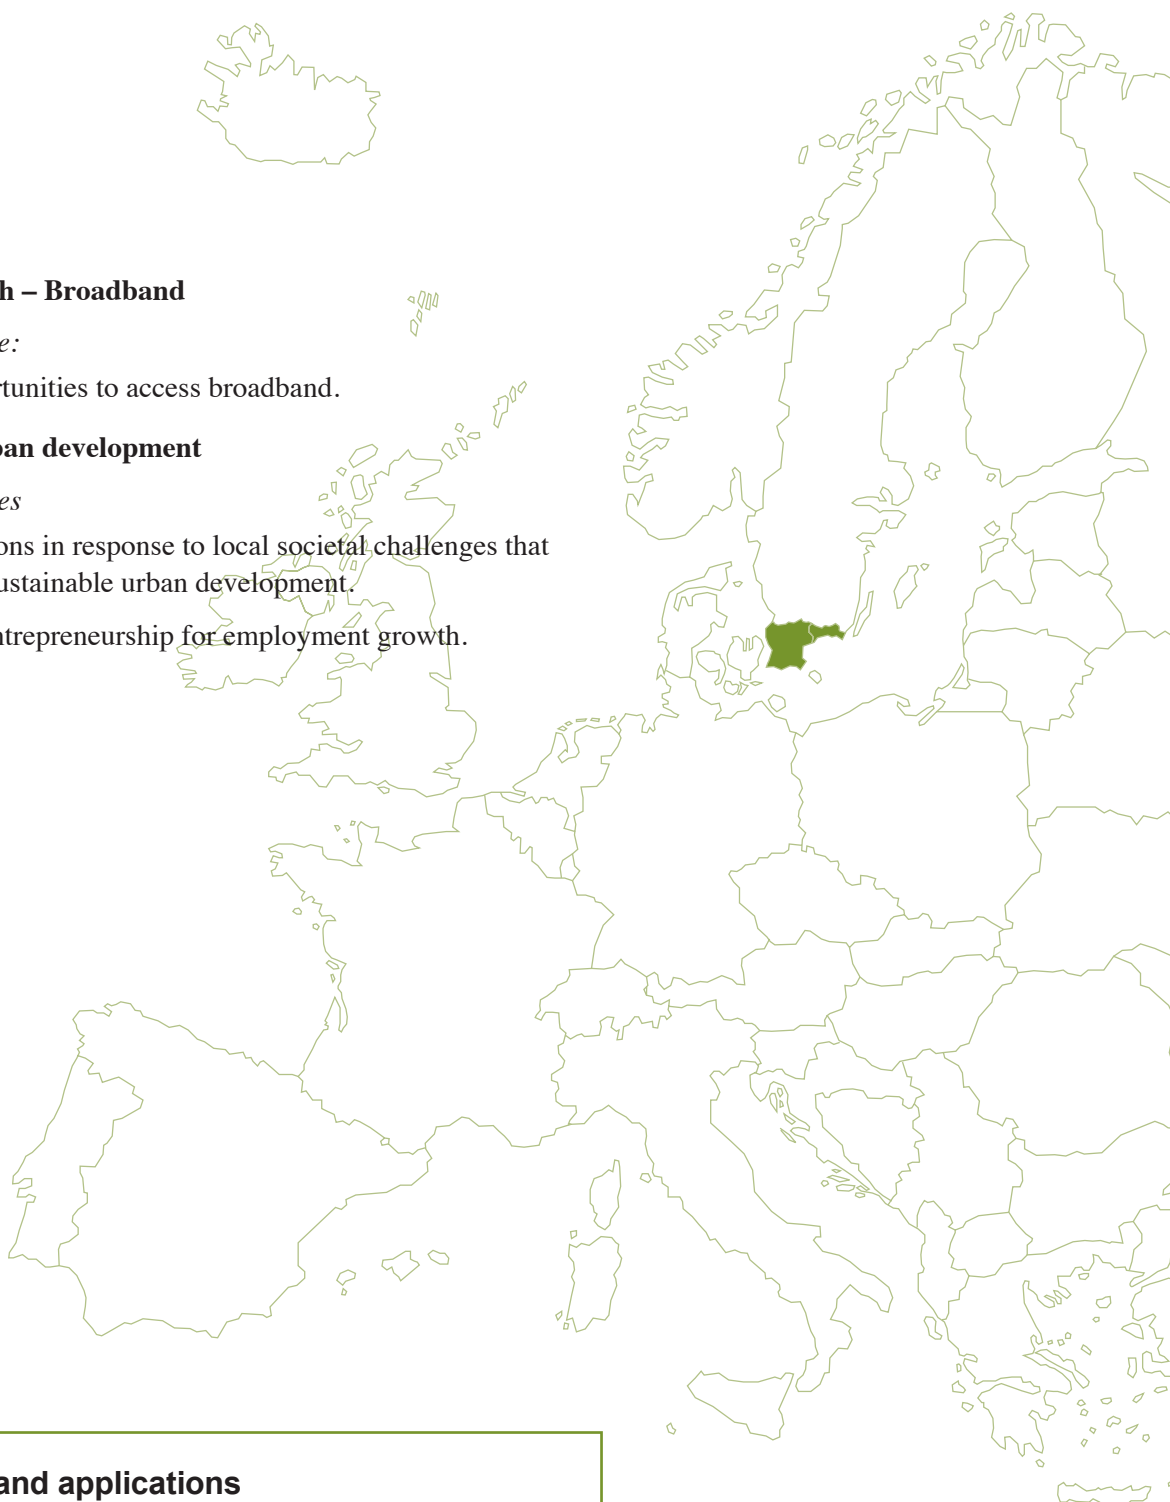 h – Broadband
e:
rtunities to access broadband.
ban development
es
ons in response to local societal challenges that
ustainable urban development.
ntrepreneurship for employment growth.
and applications